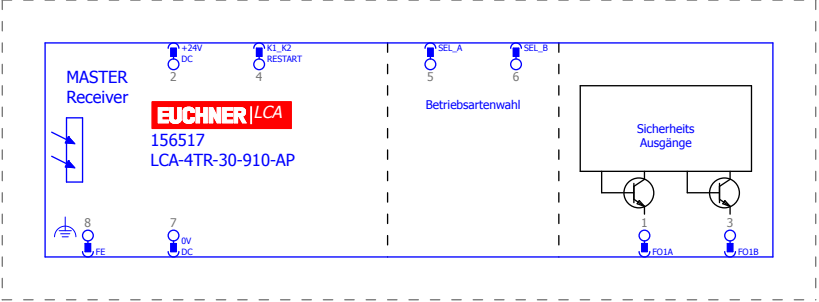 +24V
DC
2
K1_K2
RESTART
4
SEL_A
5
SEL_B
6
MASTER
Receiver
EUCHNER LCA
156517
LCA-4TR-30-910-AP
Betriebsartenwahl
Sicherheits
Ausgänge
8
FE
7
0V
DC
1
FO1A
3
FO1B